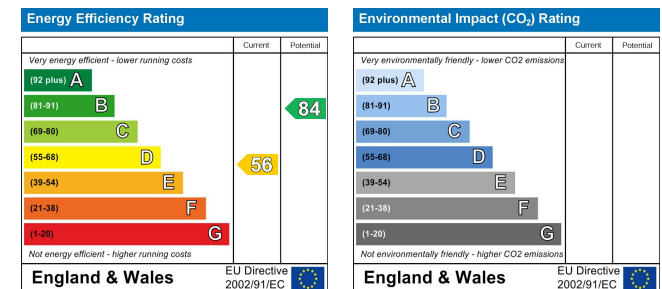 Energy Efficiency Rating
Current Potential
Very energy efficient - lower running costs
(92 plus) A
(81-91) B
84
(69-80) C
(55-68) D
56
(39-54) E
(21-38) F
(1-20) G
Not energy efficient - higher running costs
England & Wales
EU Directive
2002/91/EC
Environmental Impact (CO₂) Rating
Current Potential
Very environmentally friendly - lower CO2 emissions
(92 plus) A
(81-91) B
(69-80) C
(55-68) D
(39-54) E
(21-38) F
(1-20) G
Not environmentally friendly - higher CO2 emissions
England & Wales
EU Directive
2002/91/EC